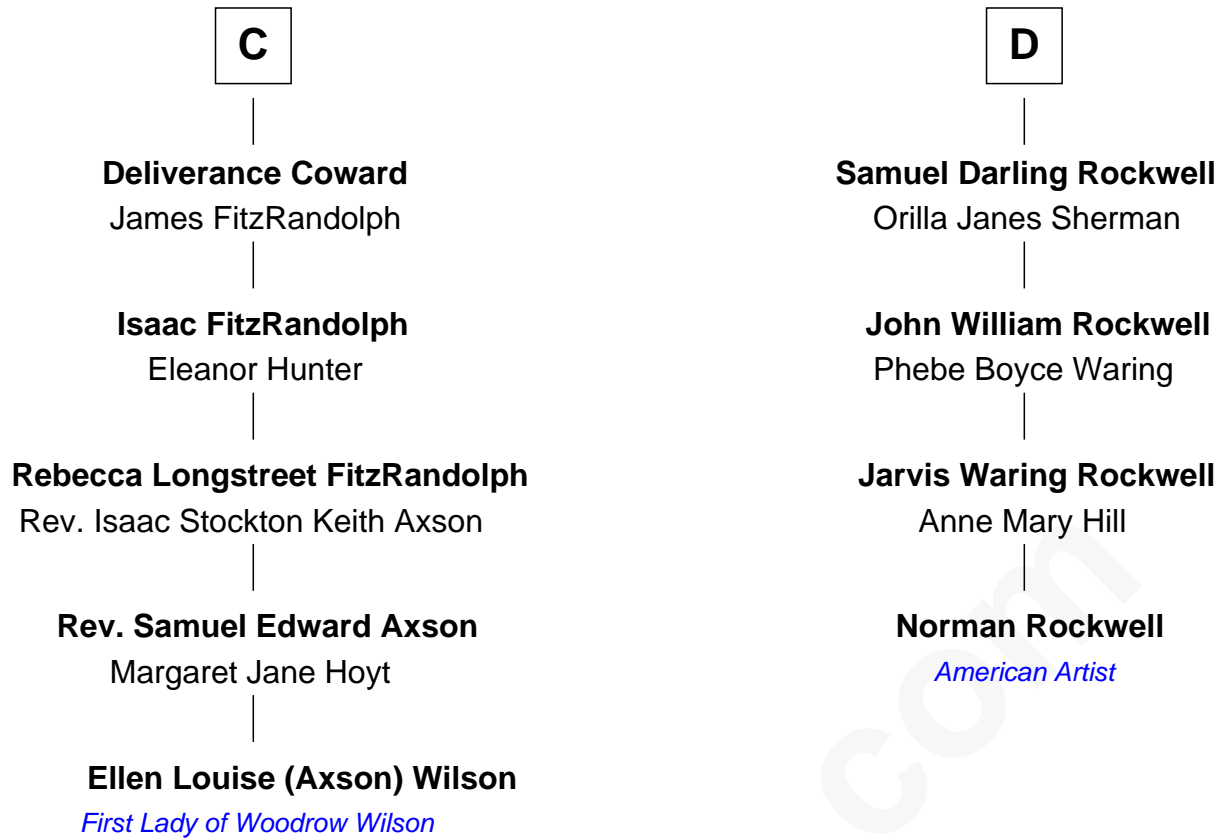 C
Deliverance Coward
James FitzRandolph
Isaac FitzRandolph
Eleanor Hunter
Rebecca Longstreet FitzRandolph
Rev. Isaac Stockton Keith Axson
Rev. Samuel Edward Axson
Margaret Jane Hoyt
Ellen Louise (Axson) Wilson
First Lady of Woodrow Wilson
D
Samuel Darling Rockwell
Orilla Janes Sherman
John William Rockwell
Phebe Boyce Waring
Jarvis Waring Rockwell
Anne Mary Hill
Norman Rockwell
American Artist
com